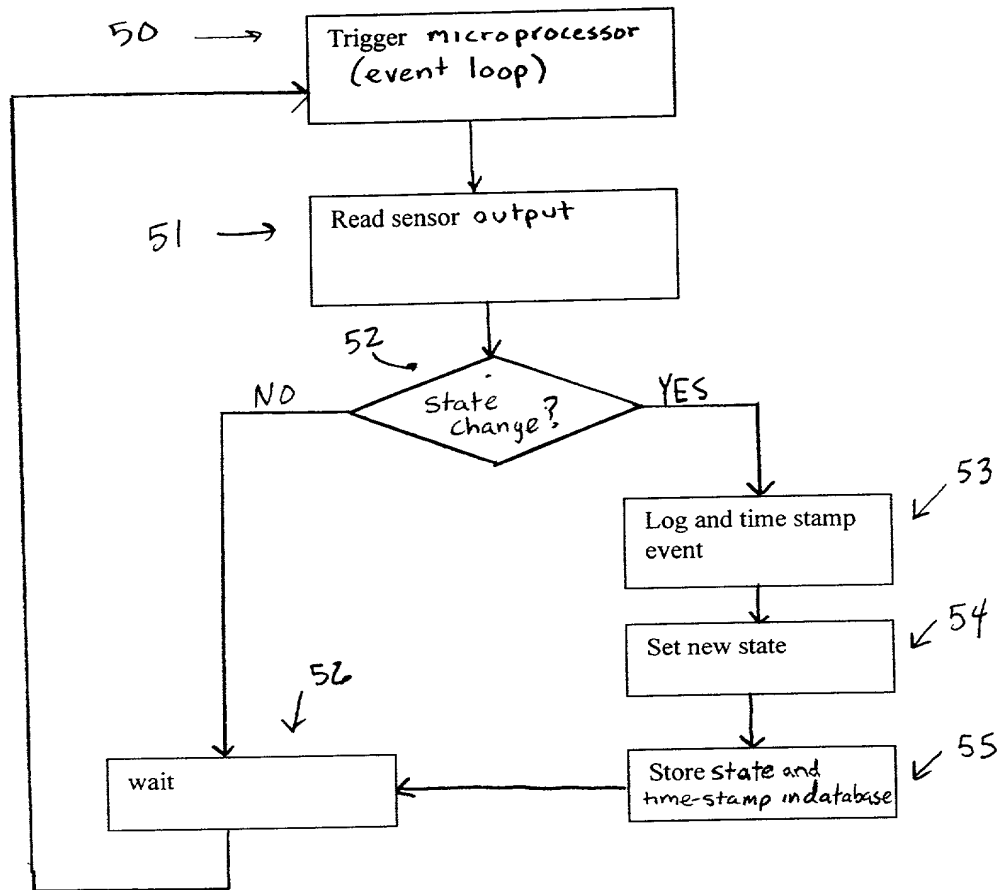 50
Trigger microprocessor
(event loop)
51
Read sensor output
52
NO
State
change?
YES
53
Log and time stamp
event
54
Set new state
56
wait
55
Store state and
time-stamp in database